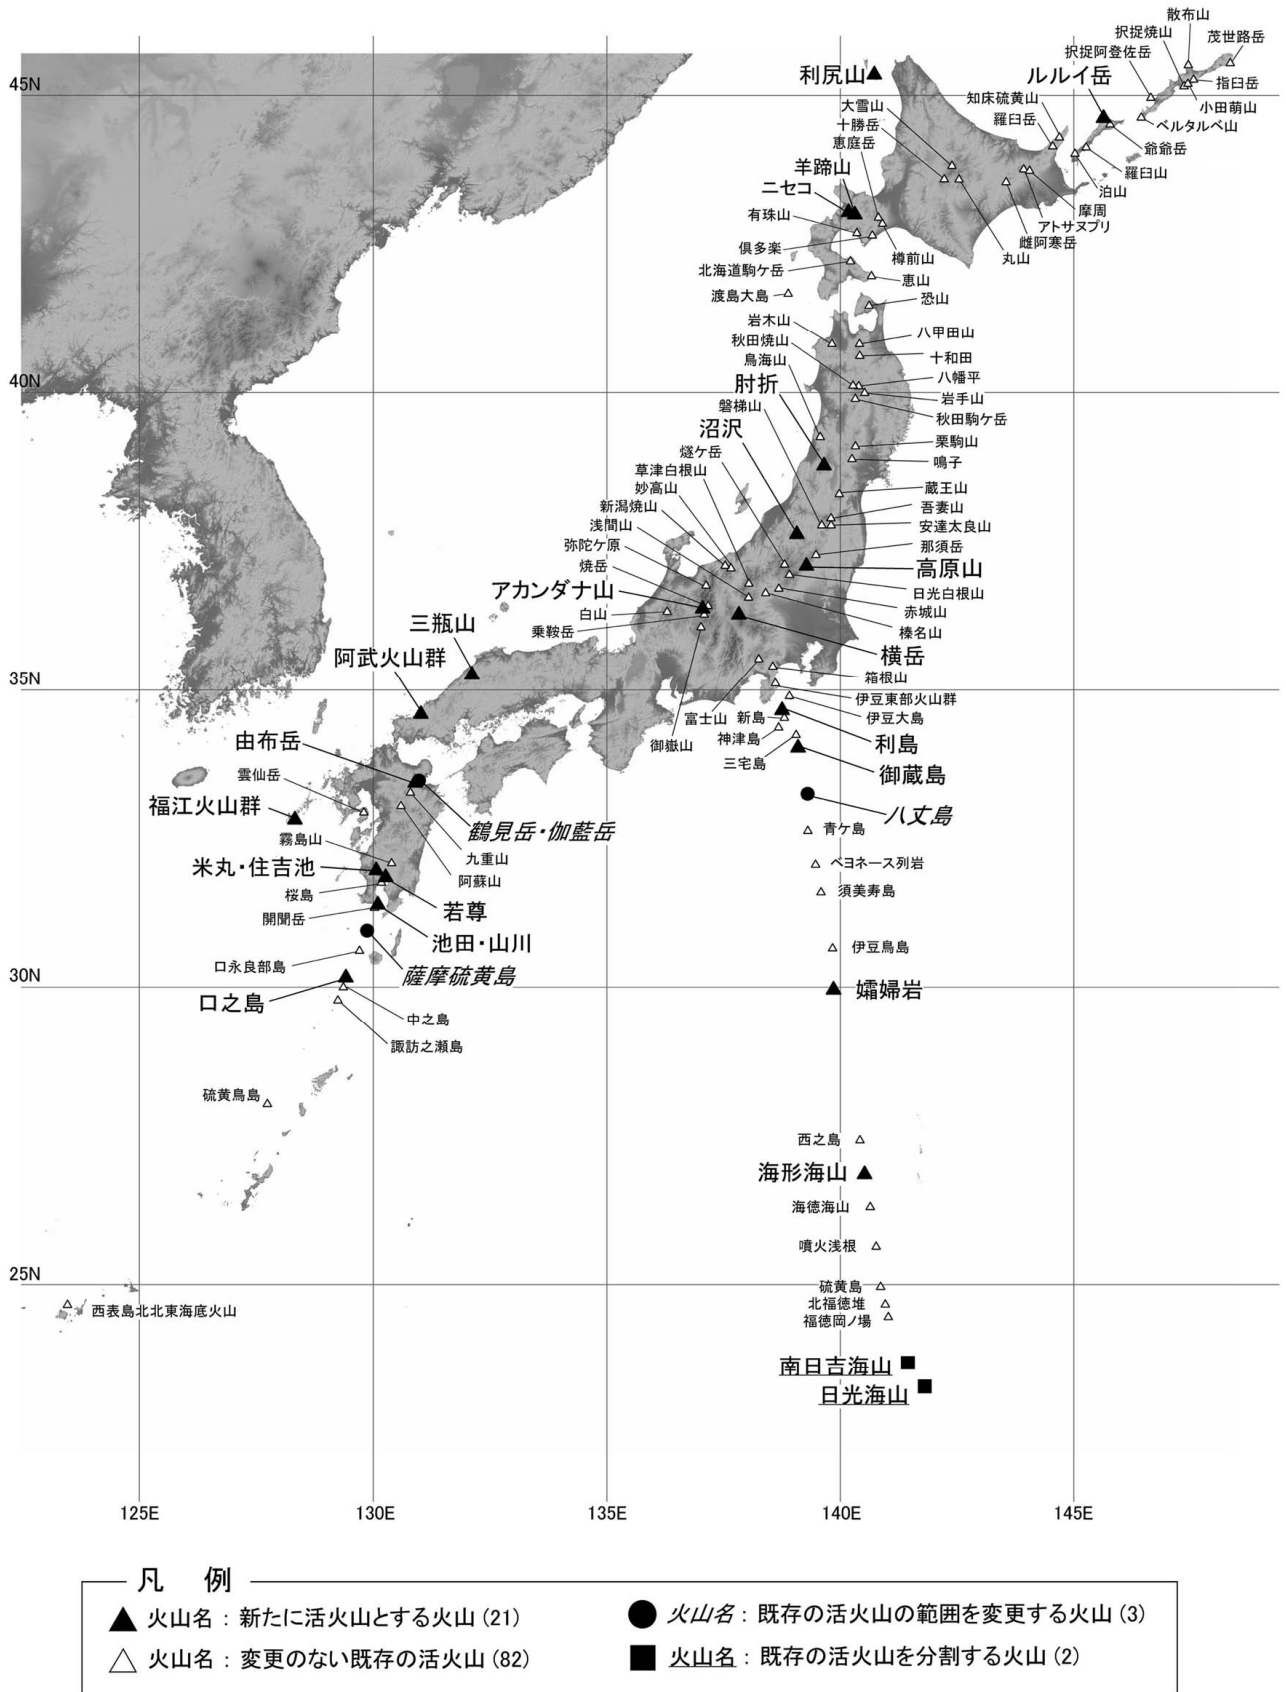 散布山
択捉焼山
茂世路岳
択捉阿登佐岳
利尻山
ルルイ岳
45N
指臼岳
知床硫黄山
大雪山
小田萌山
十勝岳
羅臼岳
ベルタルベ山
恵庭岳
爺爺岳
羊蹄山
羅臼山
ニセコ
泊山
有珠山
摩周
アトサヌプリ
倶多楽
雌阿寒岳
樽前山
丸山
北海道駒ケ岳
恵山
渡島大島
恐山
岩木山
八甲田山
秋田焼山
十和田
鳥海山
八幡平
40N
肘折
岩手山
磐梯山
秋田駒ケ岳
沼沢
栗駒山
燧ケ岳
鳴子
草津白根山
妙高山
蔵王山
新潟焼山
吾妻山
浅間山
安達太良山
弥陀ケ原
那須岳
焼岳
高原山
アカンダナ山
日光白根山
白山
赤城山
三瓶山
乗鞍岳
榛名山
阿武火山群
横岳
箱根山
35N
伊豆東部火山群
富士山
新島
伊豆大島
由布岳
御嶽山
神津島
利島
三宅島
雲仙岳
御蔵島
福江火山群
八丈島
鶴見岳・伽藍岳
青ケ島
霧島山
九重山
米丸・住吉池
ベヨネース列岩
阿蘇山
桜島
須美寿島
若尊
開聞岳
池田・山川
伊豆鳥島
口永良部島
薩摩硫黄島
30N
口之島
孀婦岩
中之島
諏訪之瀬島
硫黄鳥島
西之島
海形海山
海徳海山
噴火浅根
25N
硫黄島
北福徳堆
西表島北北東海底火山
福徳岡ノ場
南日吉海山
日光海山
125E 130E 135E 140E 145E
凡 例
▲ 火山名：新たに活火山とする火山(21)
● 火山名：既存の活火山の範囲を変更する火山(3)
△ 火山名：変更のない既存の活火山(82)
■ 火山名：既存の活火山を分割する火山(2)